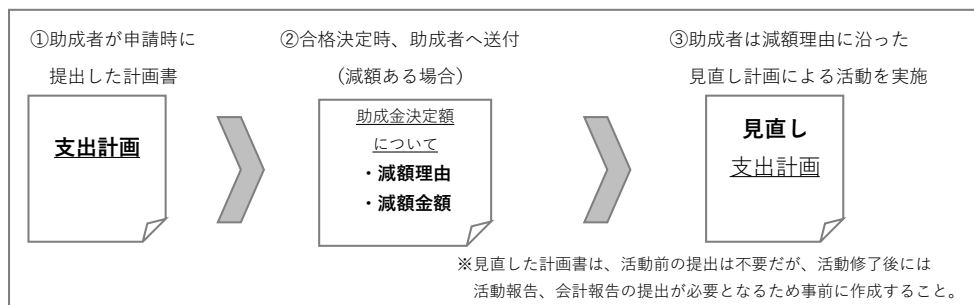 ①助成者が申請時に
提出した計画書
支出計画
②合格決定時、助成者へ送付
（減額ある場合）
助成金決定額
について
・減額理由
・減額金額
③助成者は減額理由に沿った
見直し計画による活動を実施
見直し
支出計画
※見直した計画書は、活動前の提出は不要だが、活動修了後には
活動報告、会計報告の提出が必要となるため事前に作成すること。